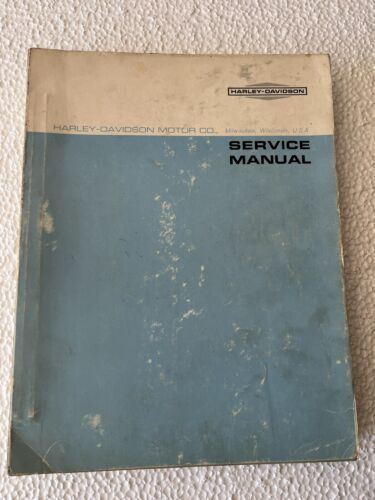 HARLEY-DAVIDSON
HARLEY-DAVIDSON MOTOR CO., Milwaukee, Wisconsin, U.S.A.
SERVICE
MANUAL